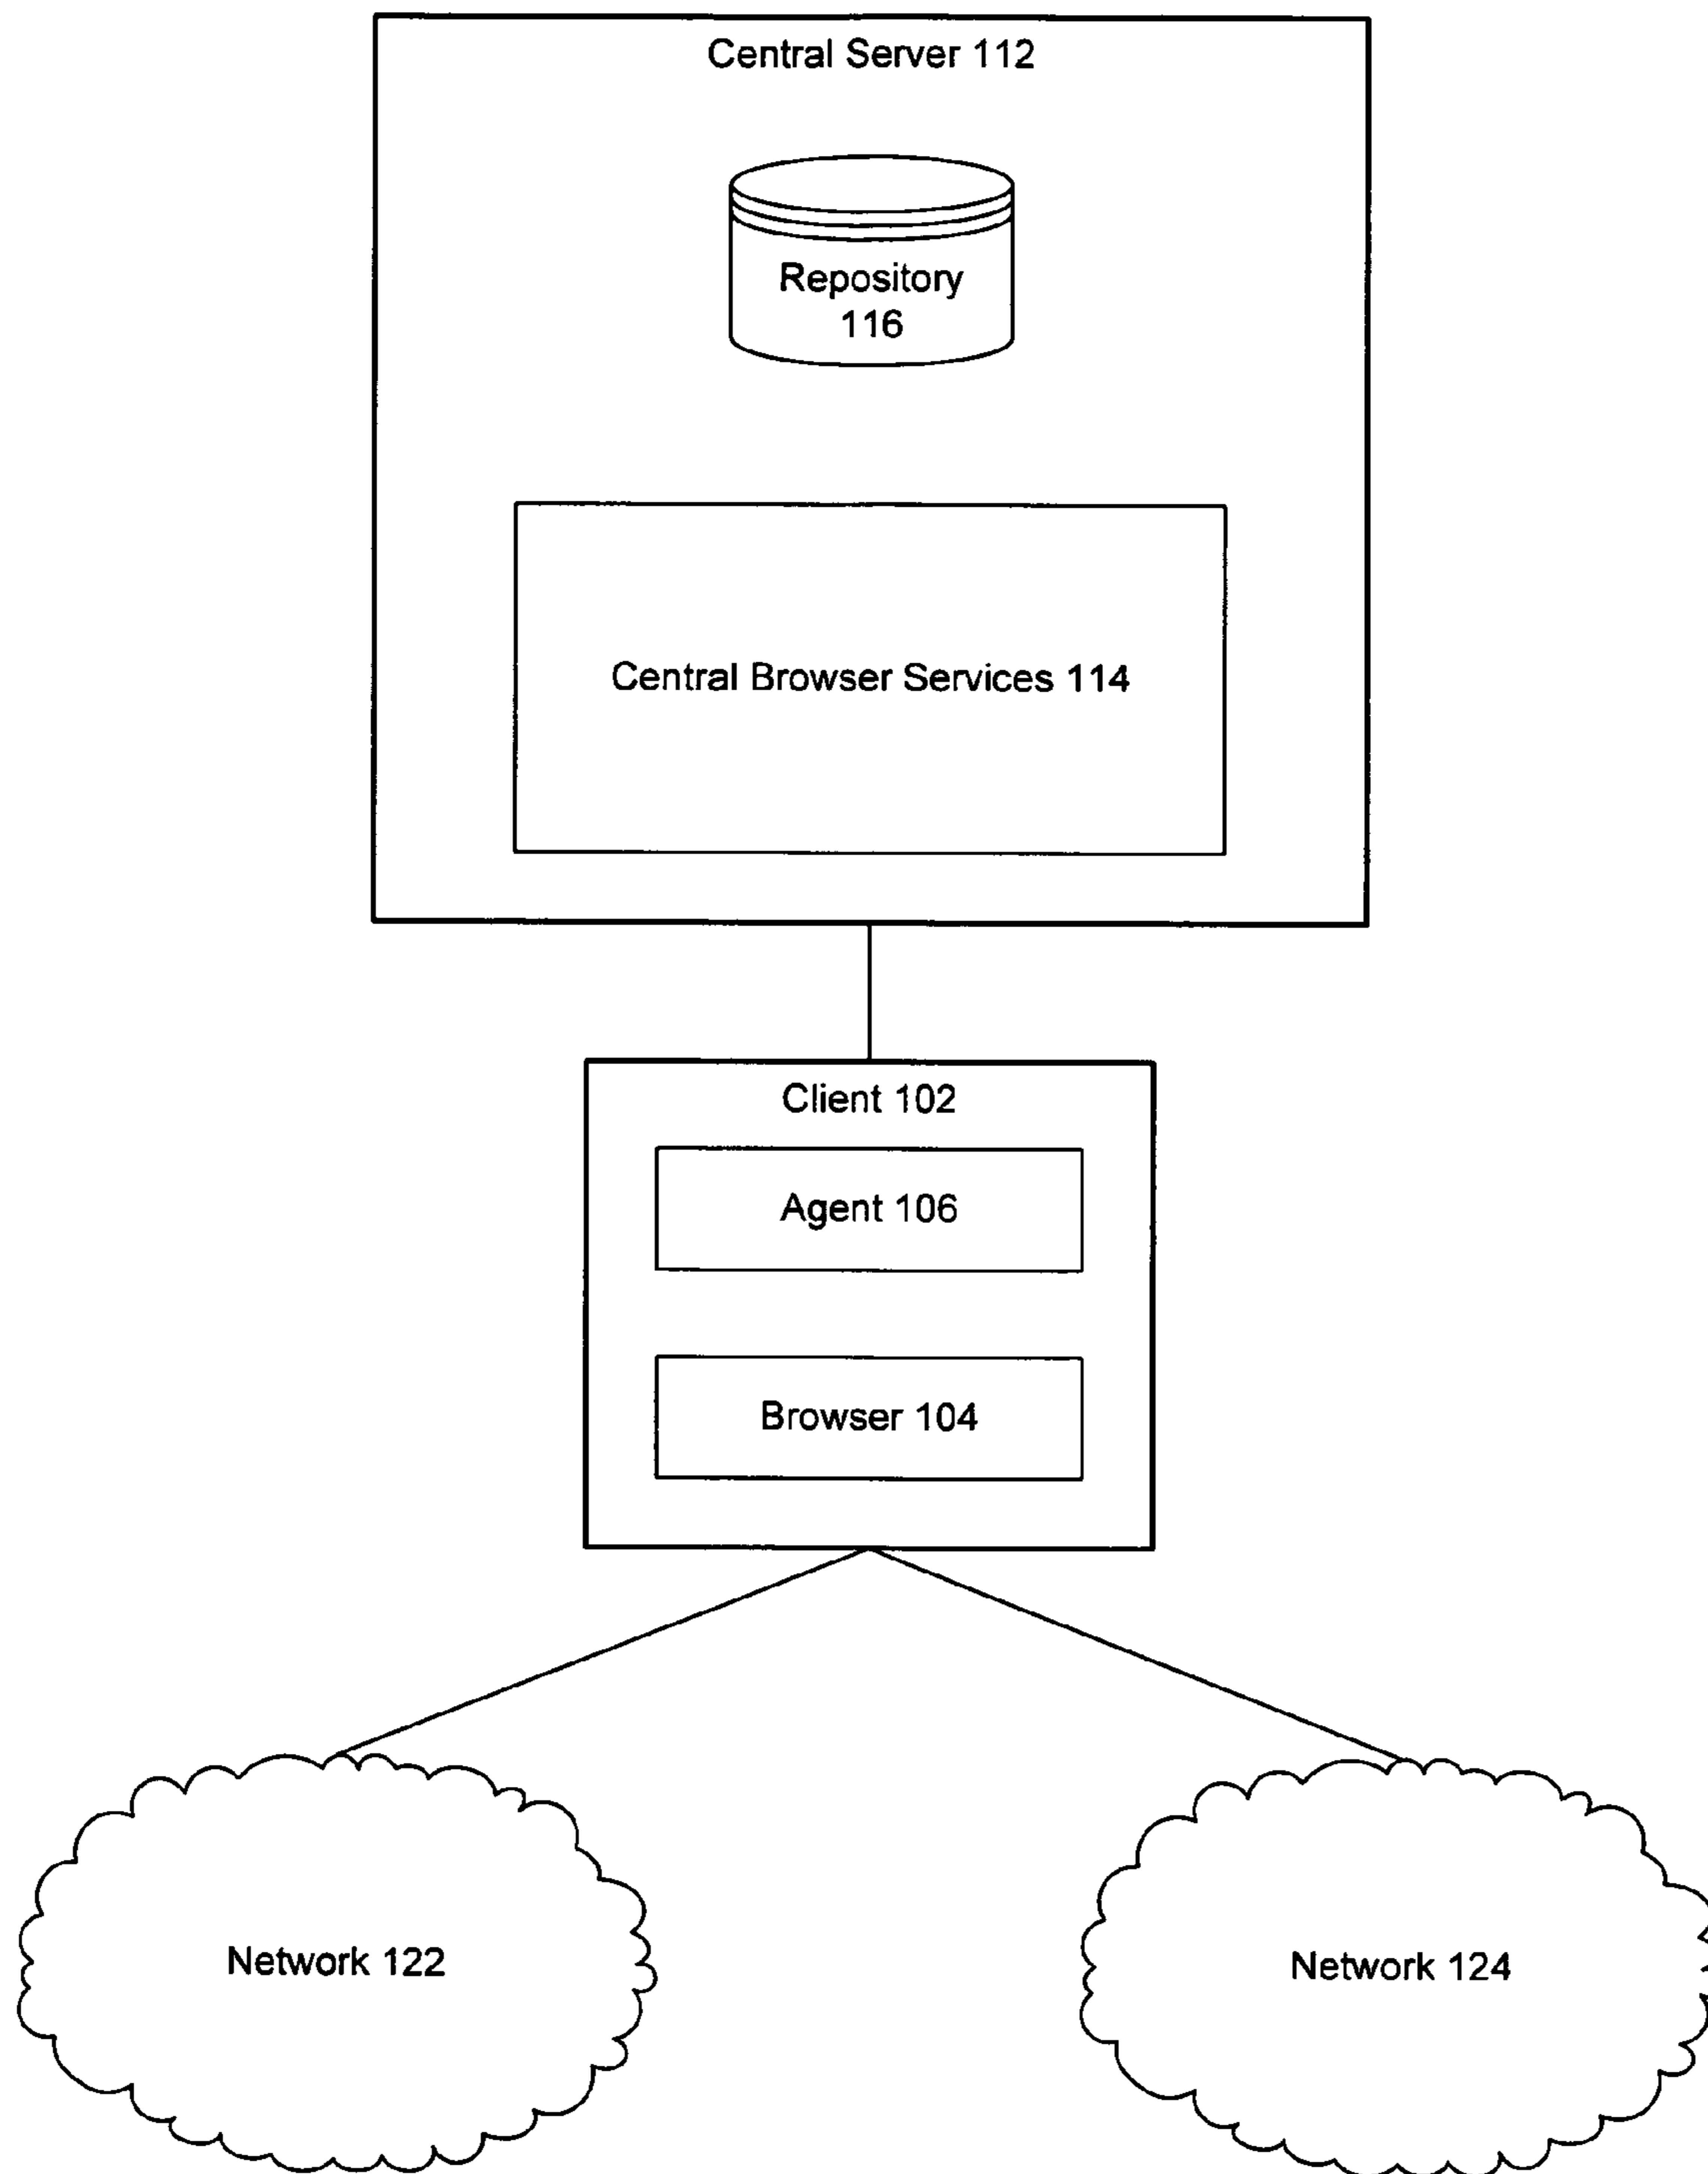 Central Server 112
Repository
116
Central Browser Services 114
Client 102
Agent 106
Browser 104
Network 122
Network 124